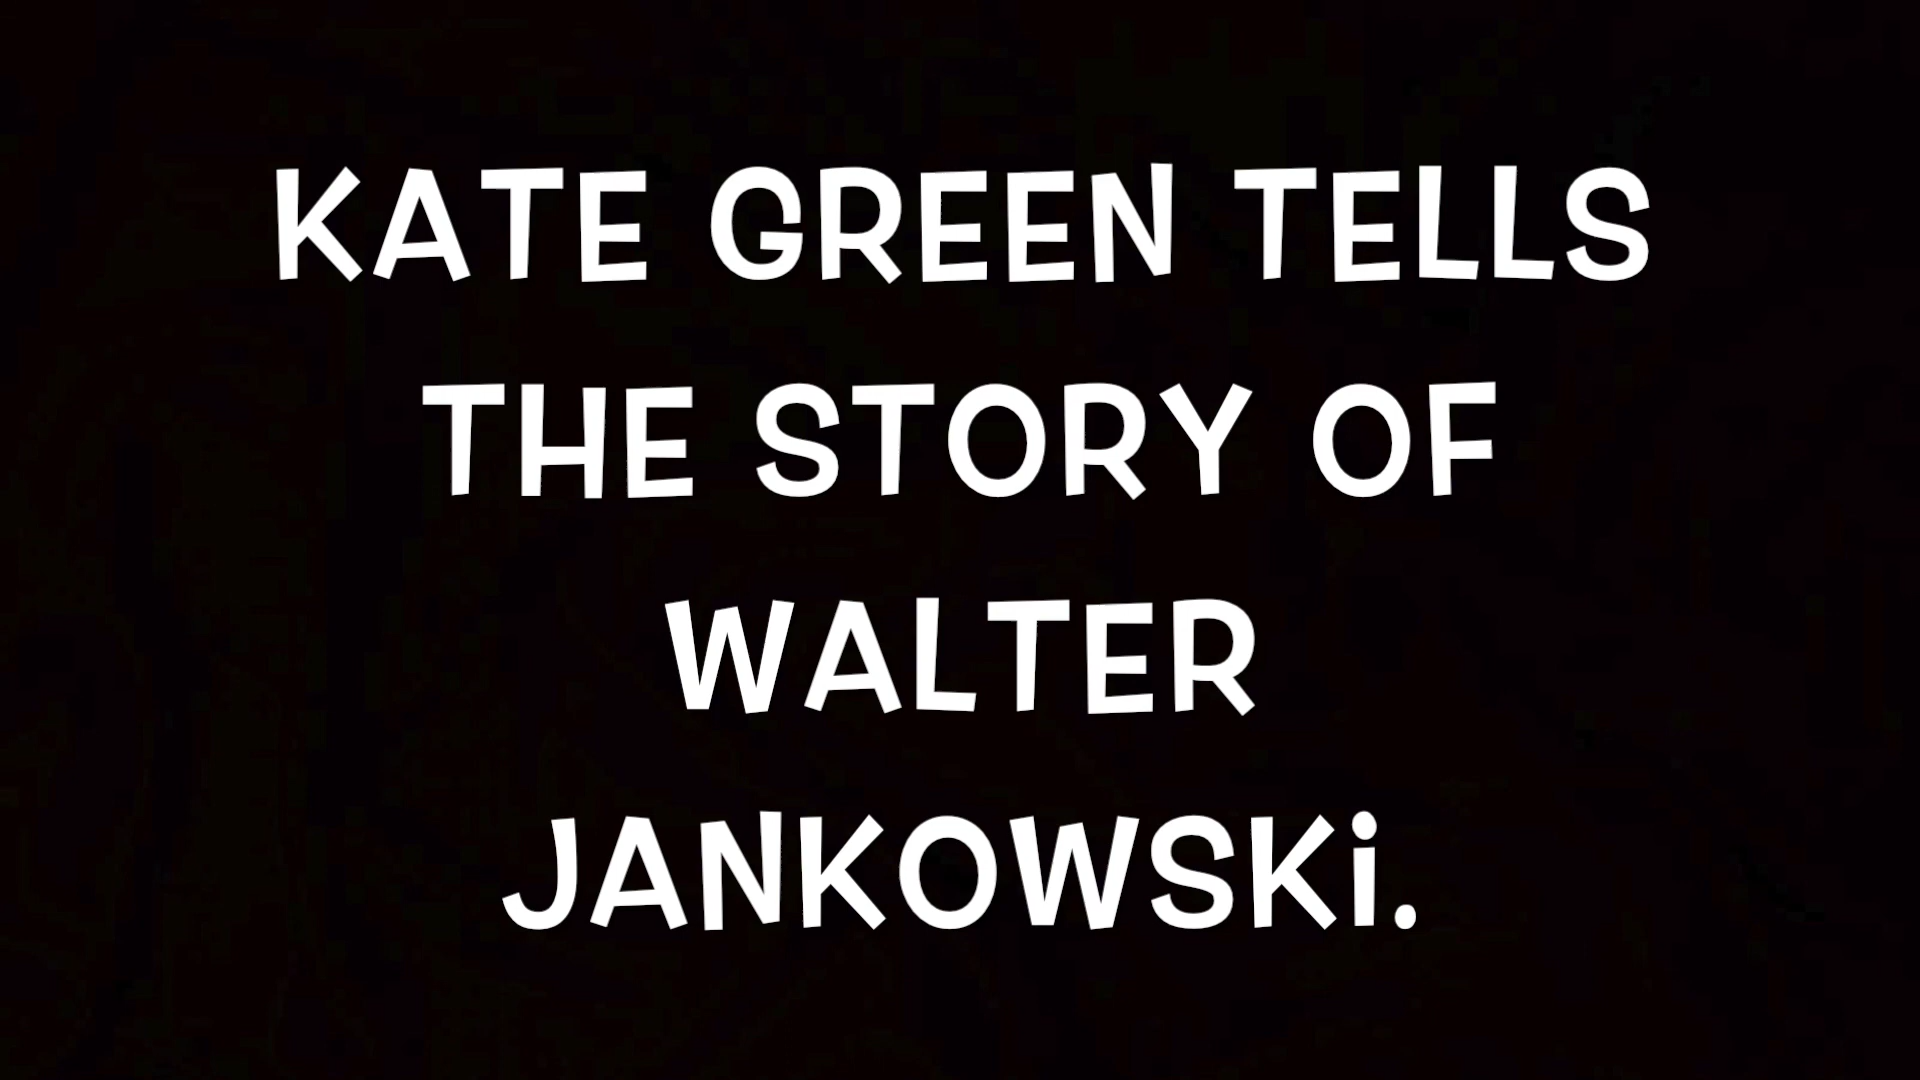 KATE GREEN TELLS
THE STORY OF
WALTER
JANKOWSKi.